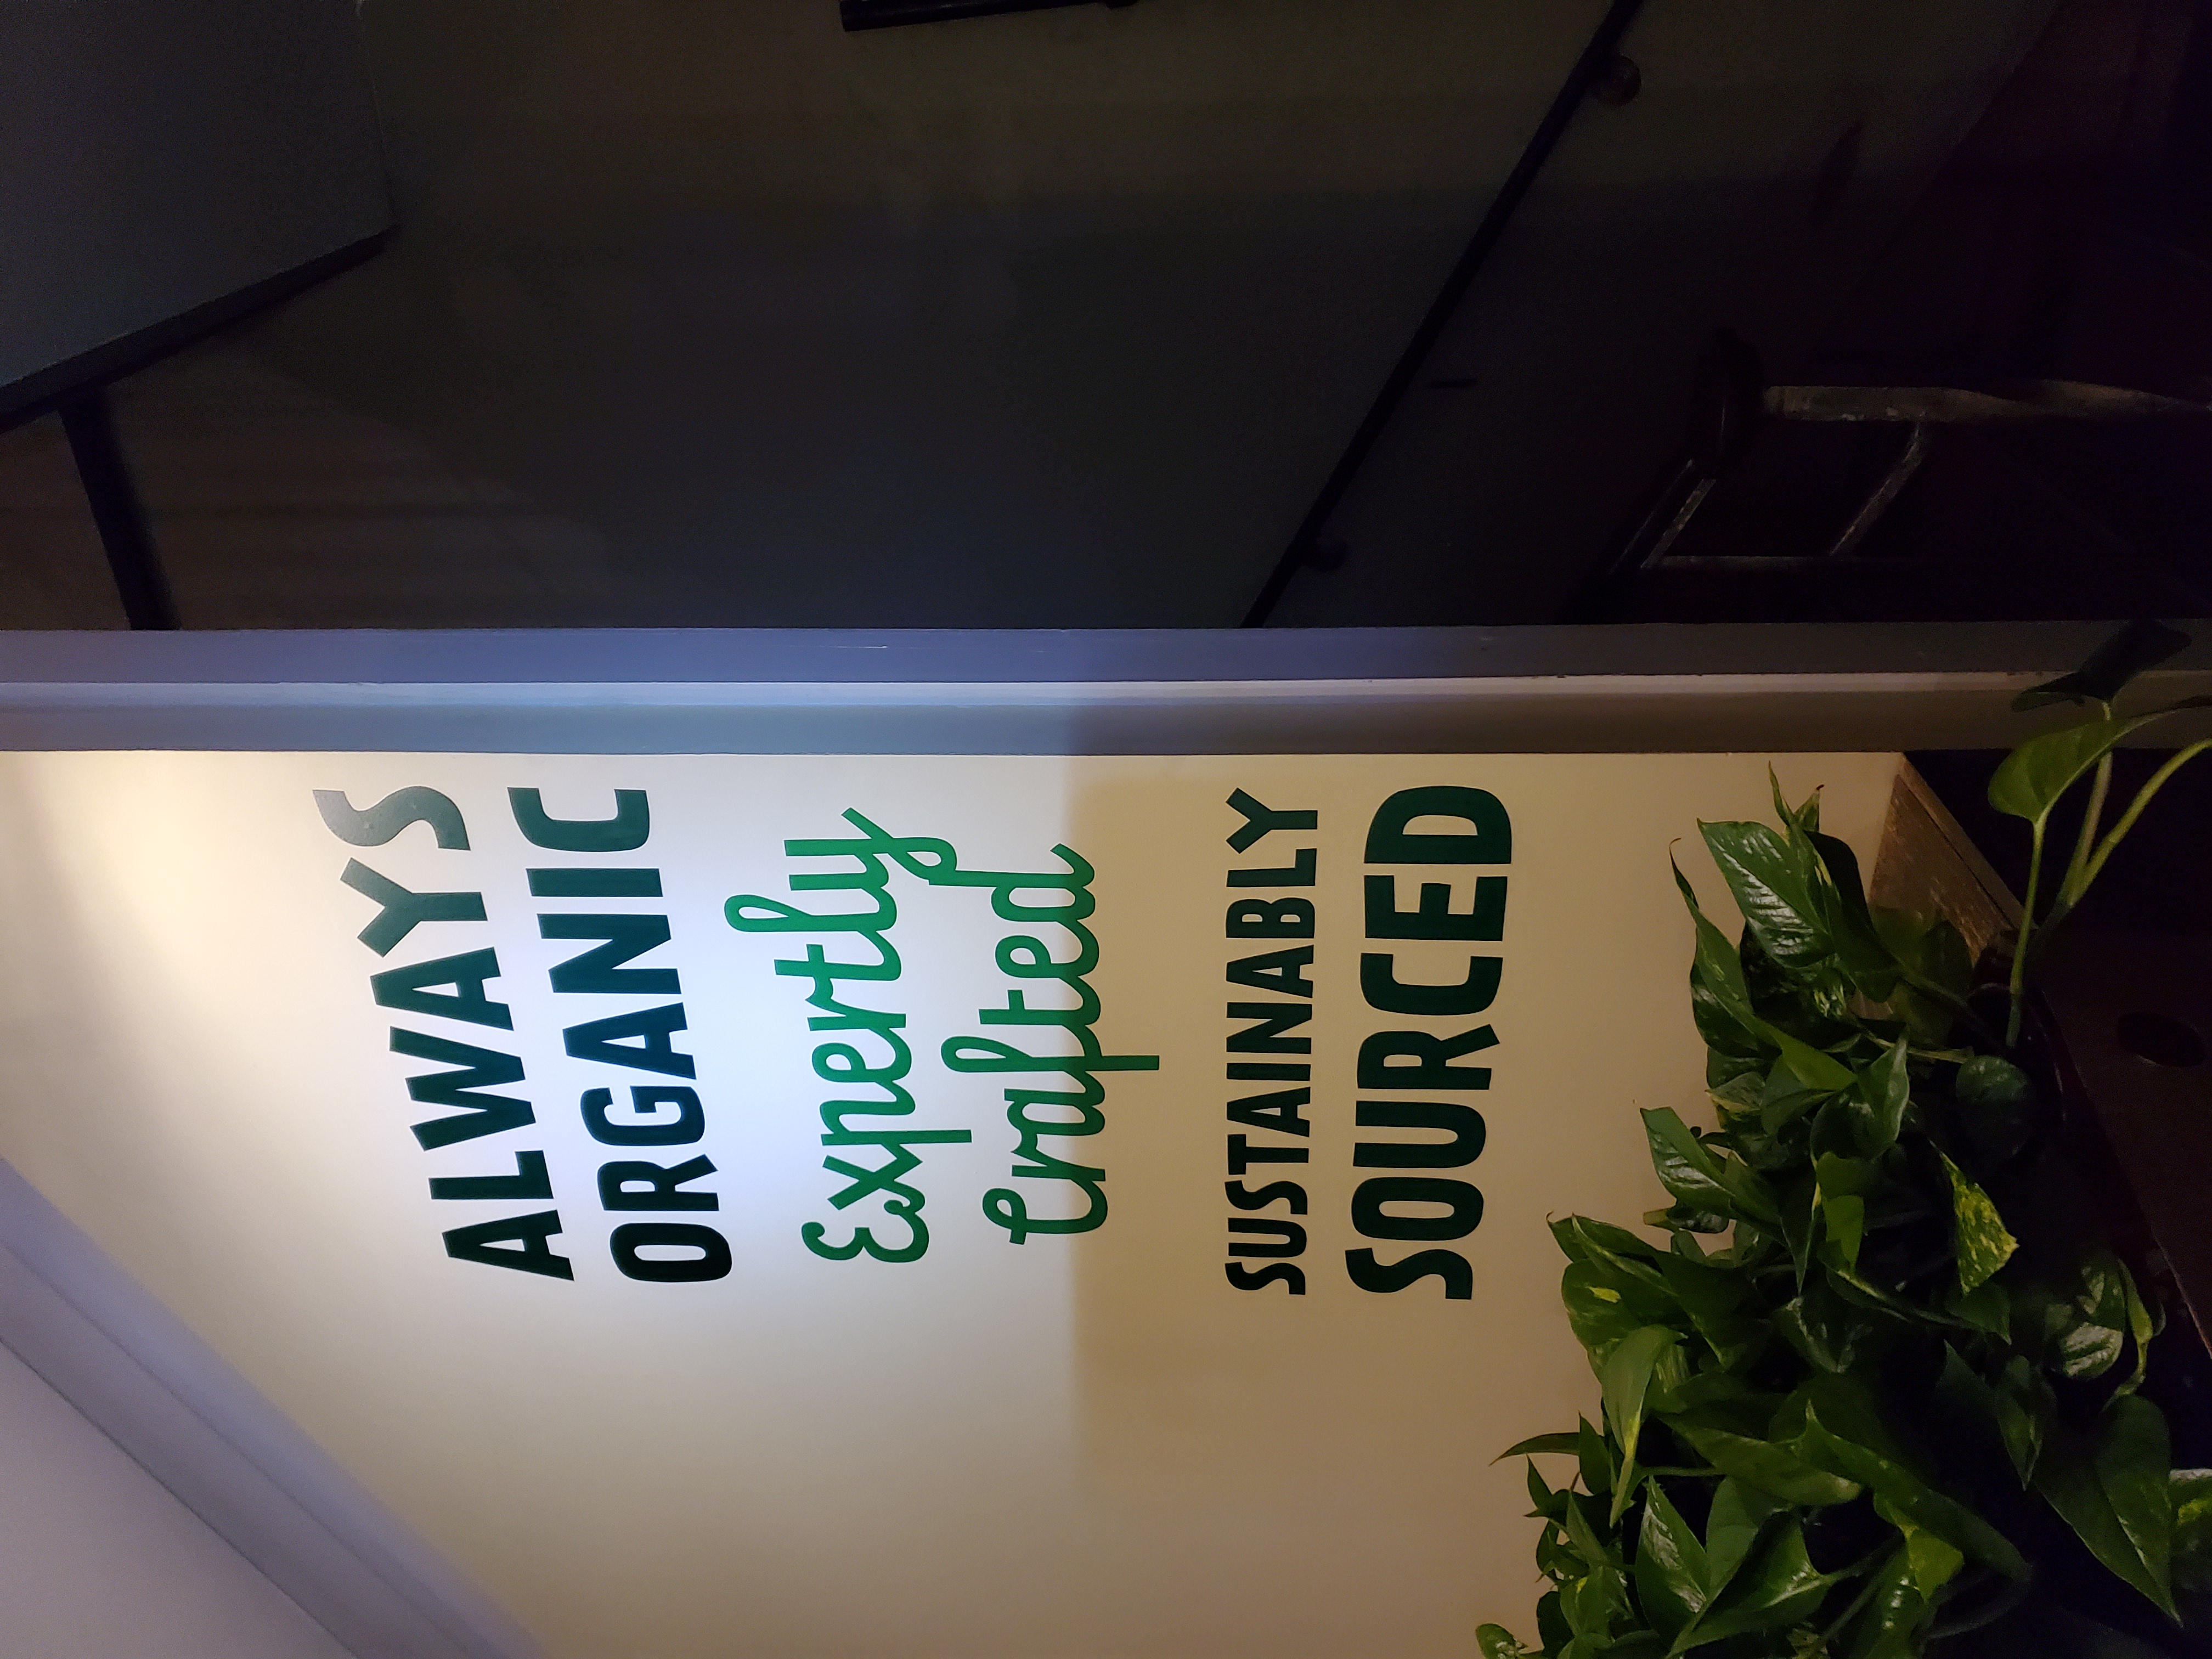 ALWAYS
ORGANIC
Expertly
Crafted
SUSTAINABLY
SOURCED